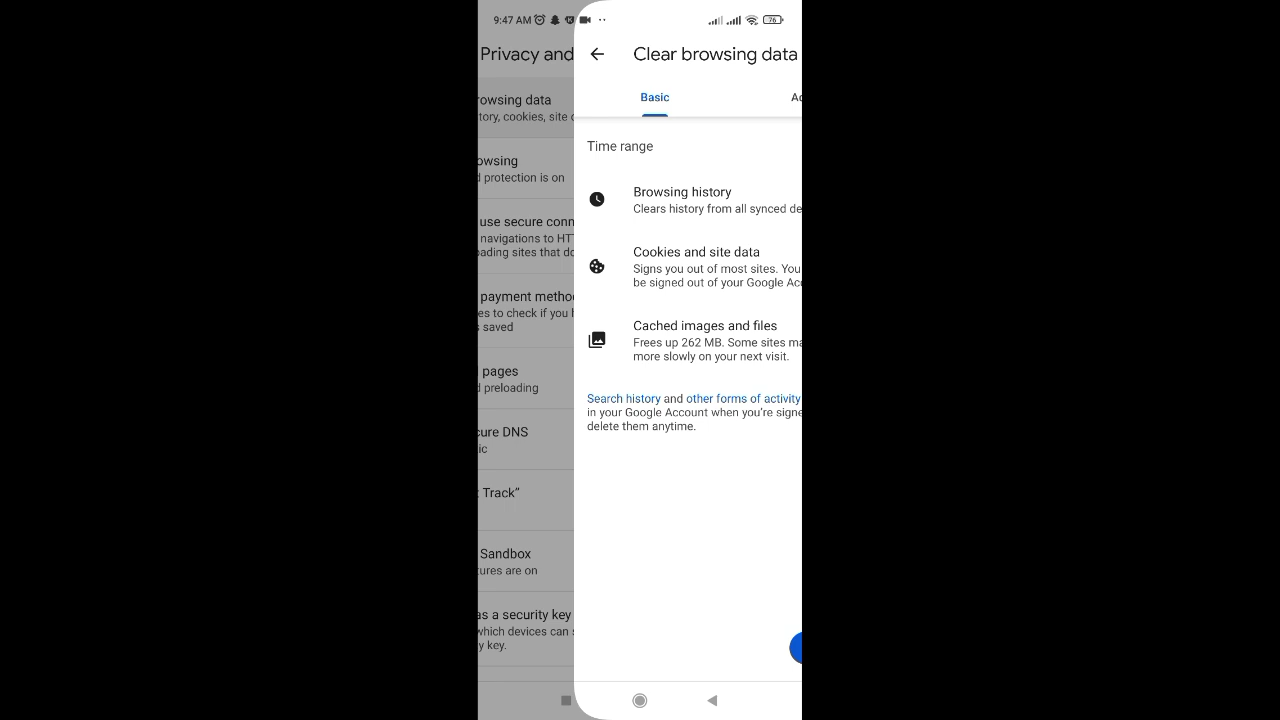 9:47 AM
76
Privacy and
Clear browsing data
Basic
rowsing data
tory, cookies, site
Time range
owsing
d protection is on
Browsing history
Clears history from all synced de
use secure conn
navigations to HT
ading sites that do
Cookies and site data
Signs you out of most sites. You
be signed out of your Google Acc
payment metho
es to check if you h
s saved
Cached images and files
Frees up 262 MB. Some sites ma
more slowly on your next visit.
pages
d preloading
Search history and other forms of activity
in your Google Account when you're signe
delete them anytime.
cure DNS
tic
Track”
Sandbox
tures are on
as a security key
which devices can
y key.